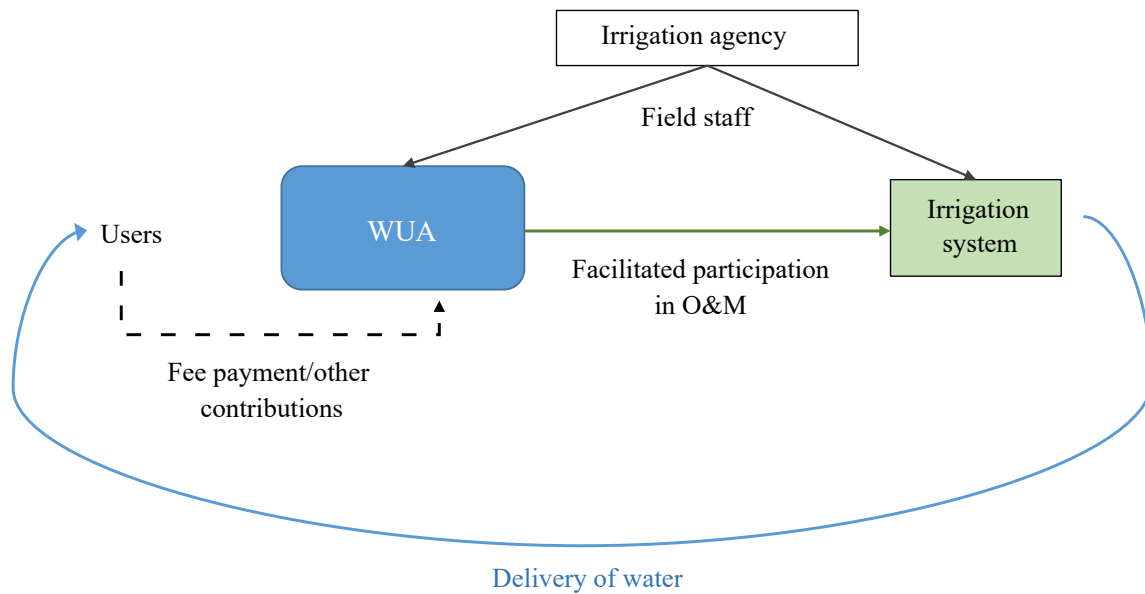 Irrigation agency
Field staff
Users
WUA
Irrigation
system
Facilitated participation
in O&M
Fee payment/other
contributions
Delivery of water